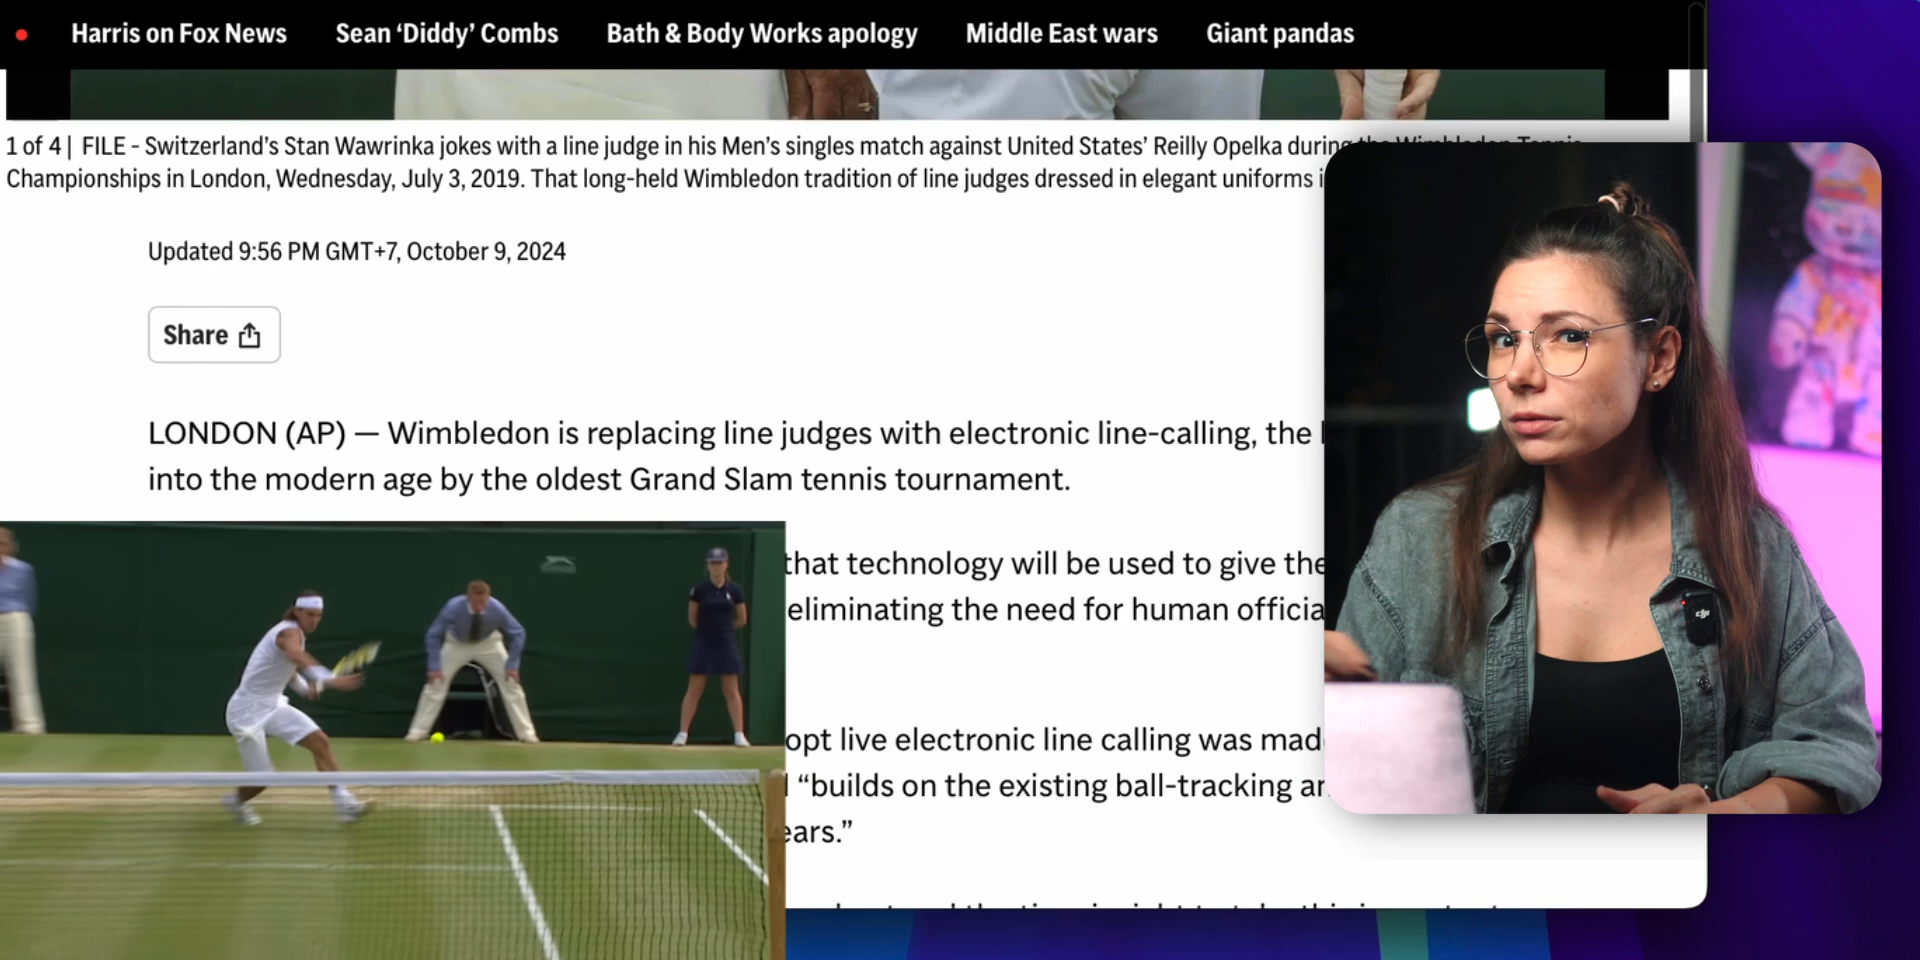 Harris on Fox News Sean ‘Diddy’ Combs Bath & Body Works apology Middle East wars Giant pandas
1 of 4 | FILE - Switzerland’s Stan Wawrinka jokes with a line judge in his Men’s singles match against United States’ Reilly Opelka during the Wimbledon Tennis
Championships in London, Wednesday, July 3, 2019. That long-held Wimbledon tradition of line judges dressed in elegant uniforms
Updated 9:56 PM GMT+7, October 9, 2024
Share
LONDON (AP) — Wimbledon is replacing line judges with electronic line-calling, the
into the modern age by the oldest Grand Slam tennis tournament.
that technology will be used to give the
eliminating the need for human
opt live electronic line calling was
“builds on the existing ball-tracking
ears.”
dji